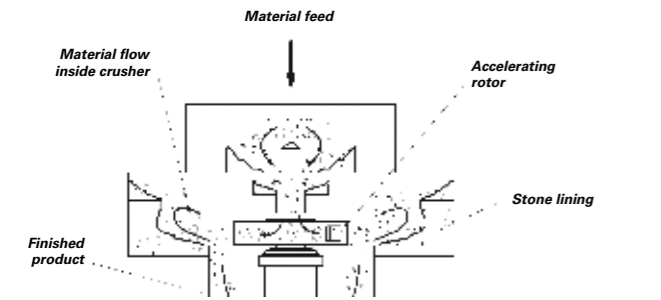 Material feed
Material flow
inside crusher
Accelerating
rotor
Stone lining
Finished
product